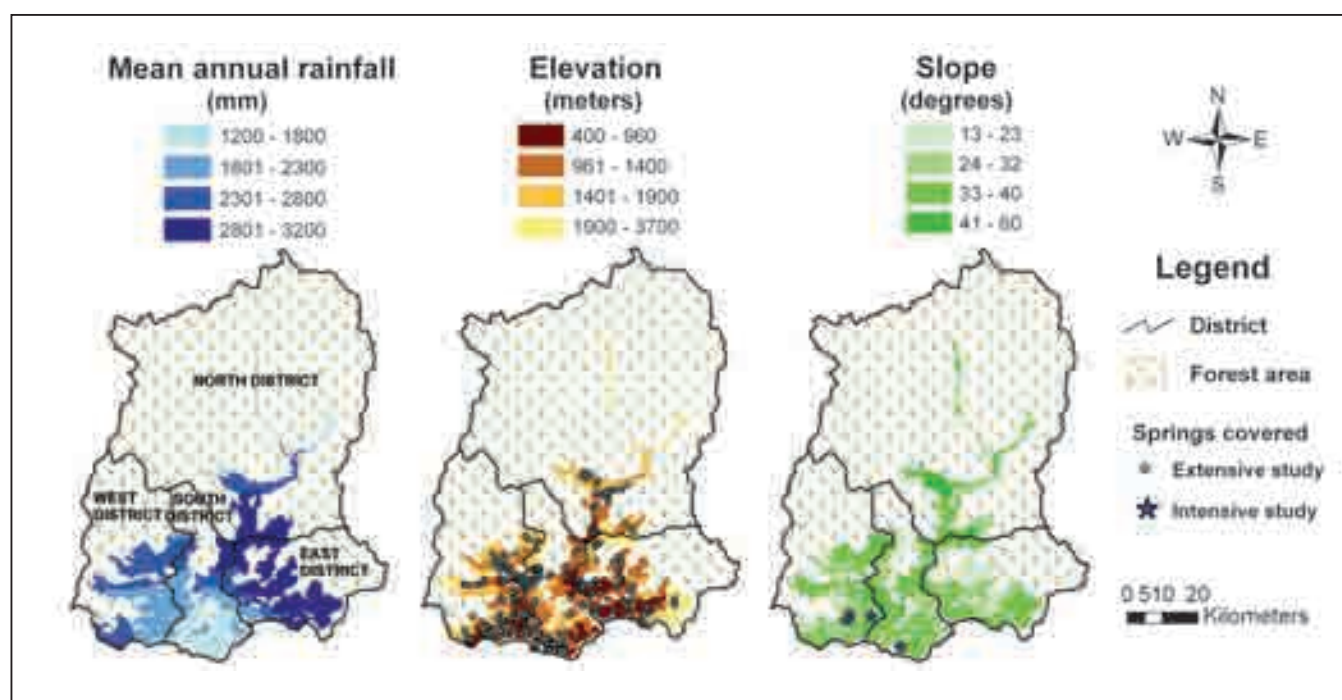 Mean annual rainfall
(mm)
1200 - 1800
1801 - 2300
2301 - 2800
2801 - 3200
Elevation
(meters)
400 - 960
961 - 1400
1401 - 1900
1900 - 3700
Slope
(degrees)
13 - 23
24 - 32
33 - 40
41 - 60
N
W E
S
Legend
District
Forest area
Springs covered
Extensive study
Intensive study
0 510 20
Kilometers
NORTH DISTRICT
WEST
DISTRICT
SOUTH
DISTRICT
EAST
DISTRICT